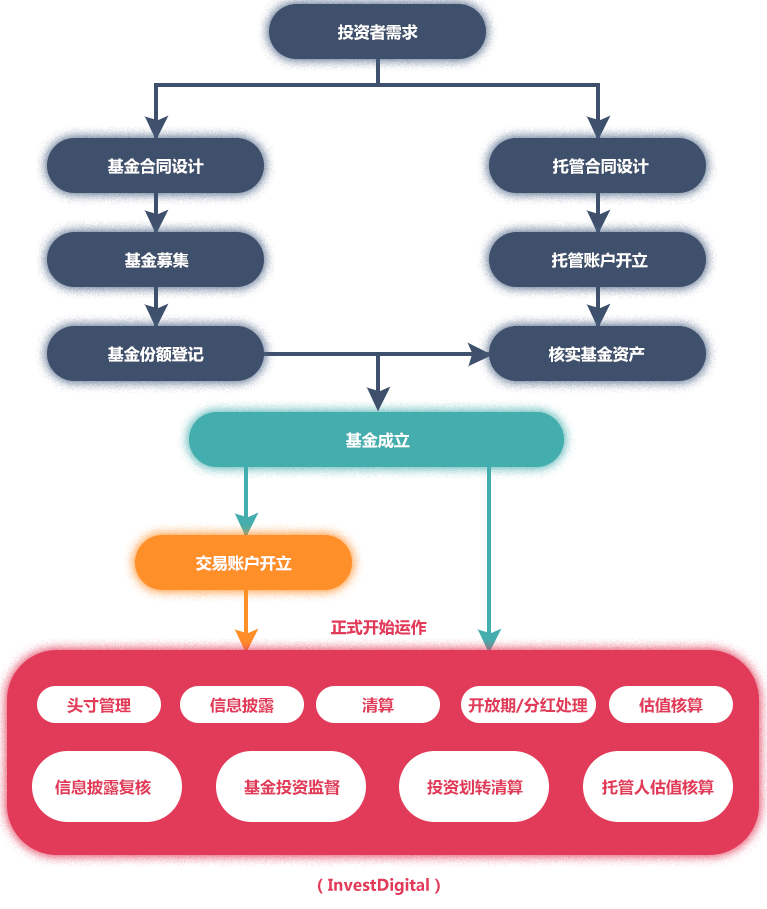 投资者需求
基金合同设计
托管合同设计
基金募集
托管账户开立
基金份额登记
核实基金资产
基金成立
交易账户开立
正式开始运作
头寸管理
信息披露
清算
开放期/分红处理
估值核算
信息披露复核
基金投资监督
投资划转清算
托管人估值核算
（InvestDigital）